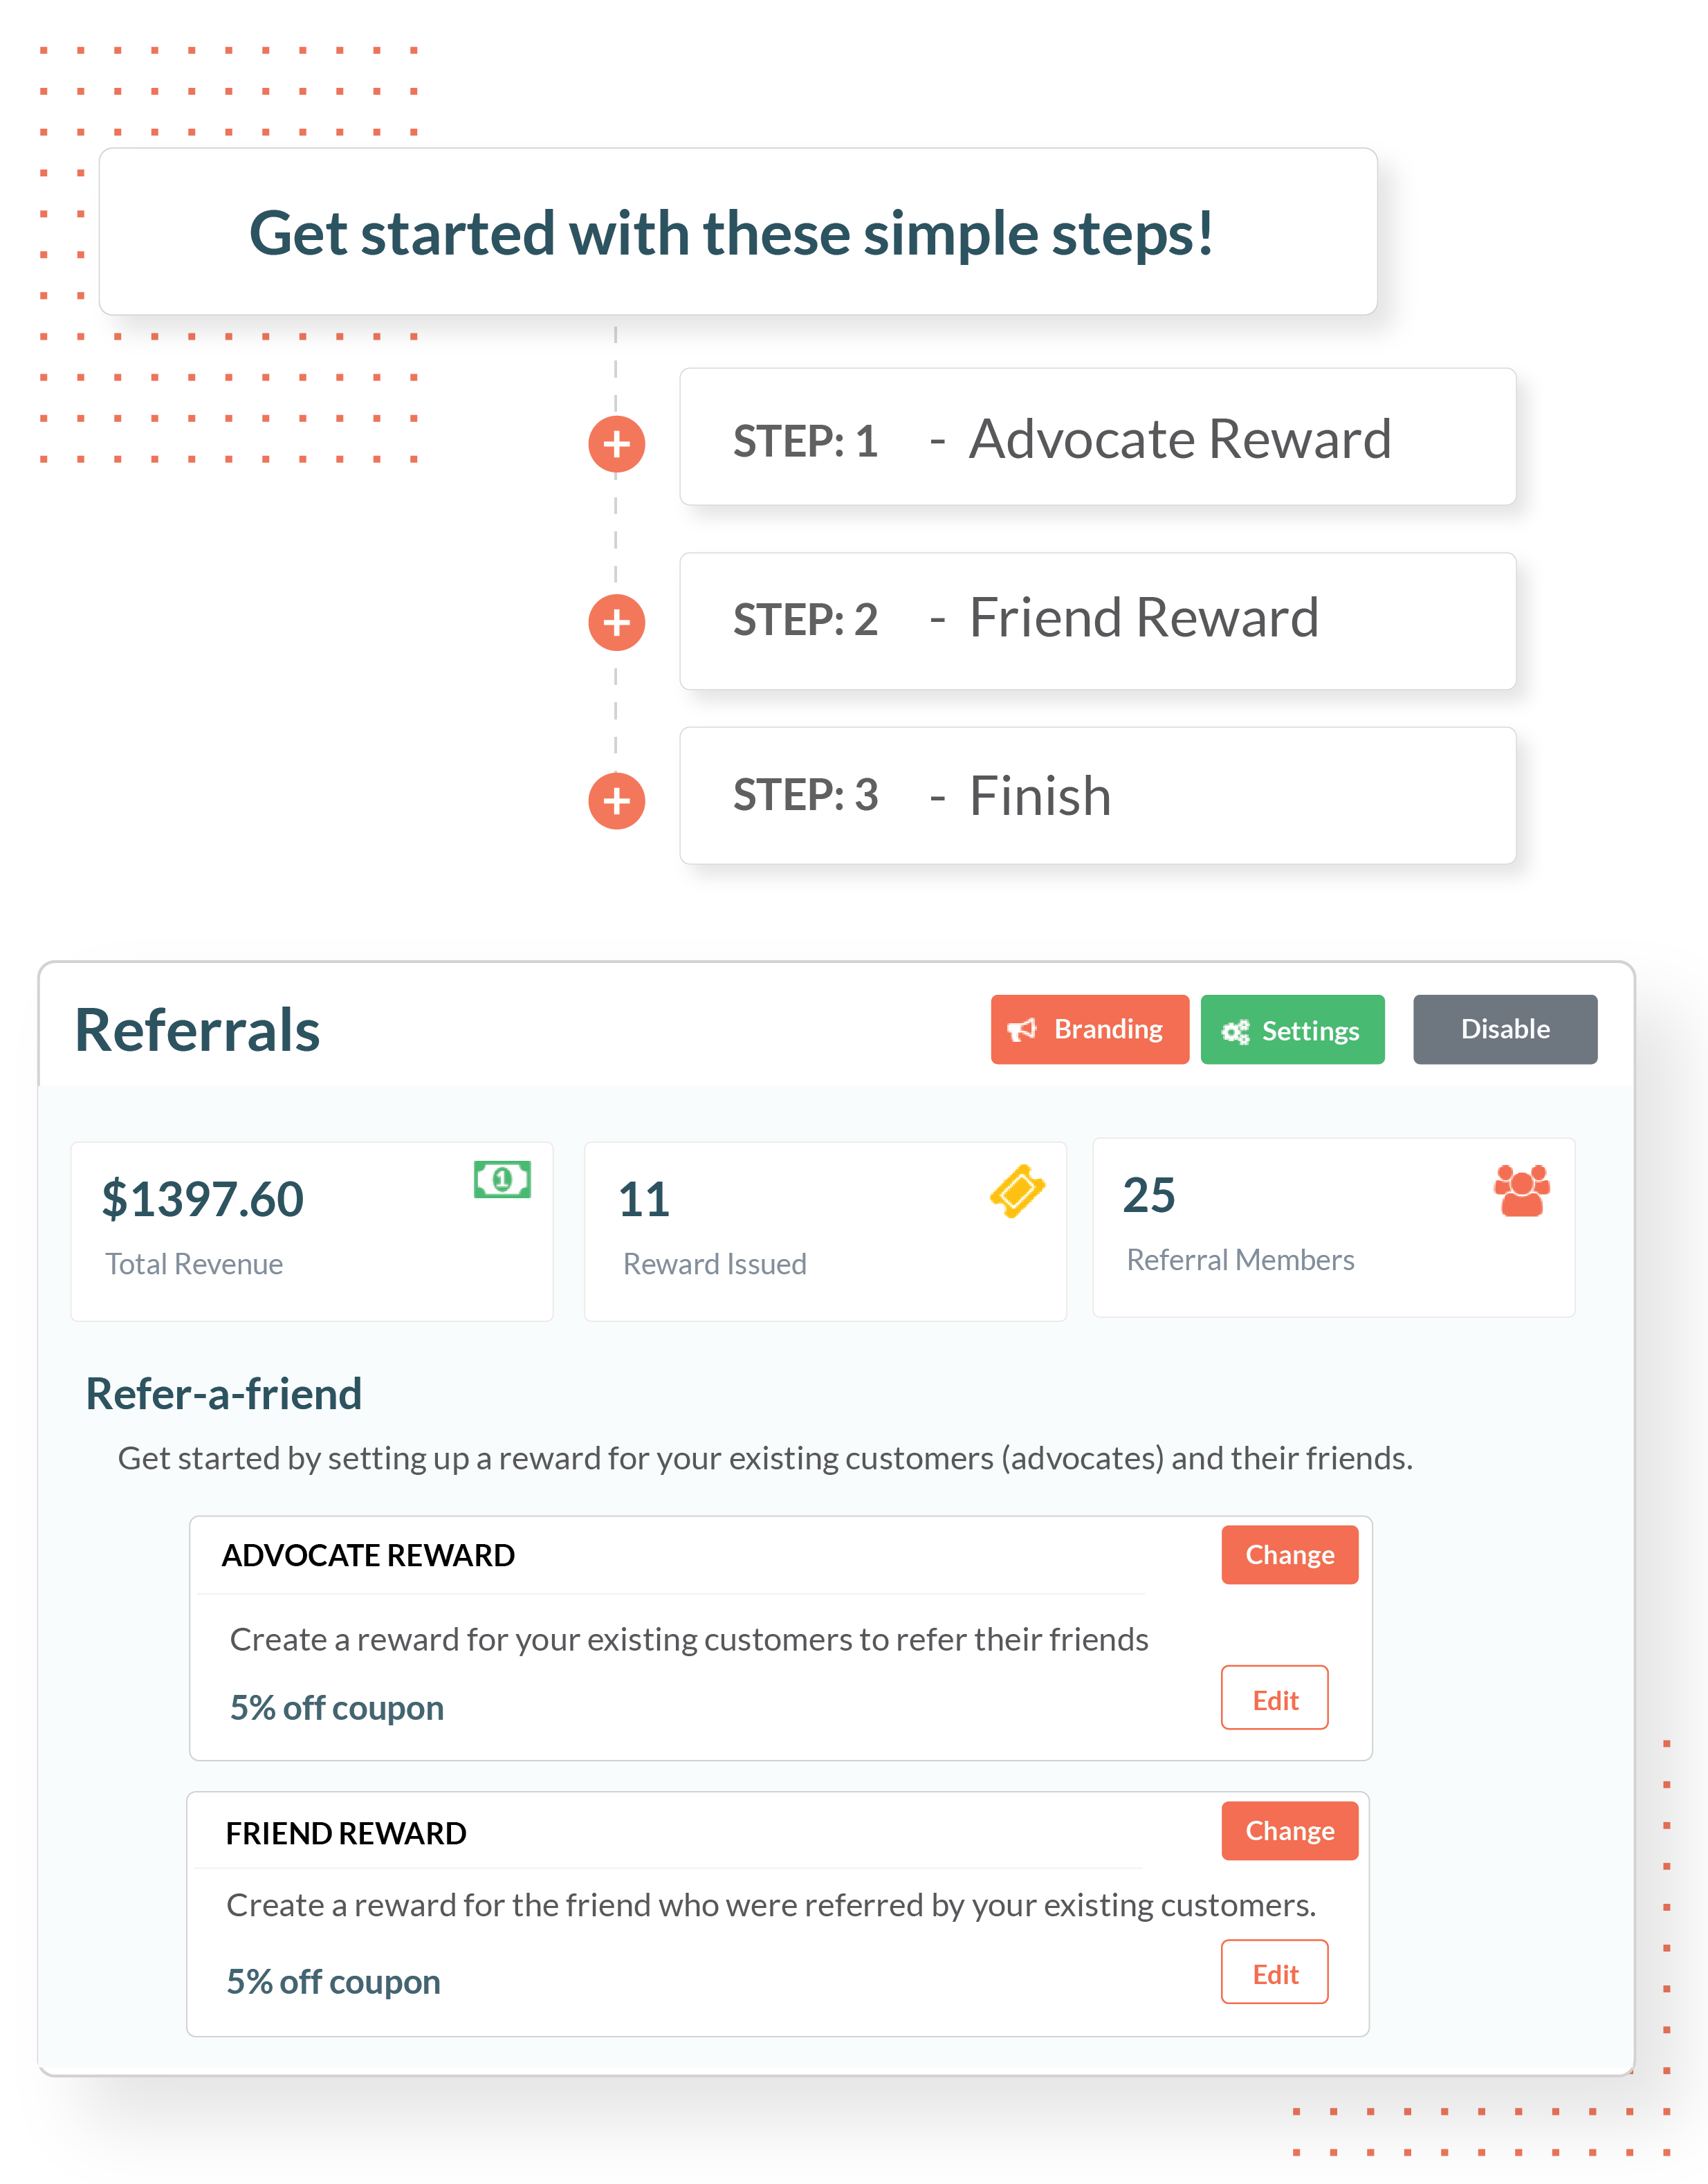 Get started with these simple steps!
STEP: 1 - Advocate Reward
STEP: 2 - Friend Reward
STEP: 3 - Finish
Referrals
Branding
Settings
Disable
$1397.60
Total Revenue
1
11
Reward Issued
25
Referral Members
Refer-a-friend
Get started by setting up a reward for your existing customers (advocates) and their friends.
ADVOCATE REWARD
Change
Create a reward for your existing customers to refer their friends
5% off coupon
Edit
FRIEND REWARD
Change
Create a reward for the friend who were referred by your existing customers.
5% off coupon
Edit